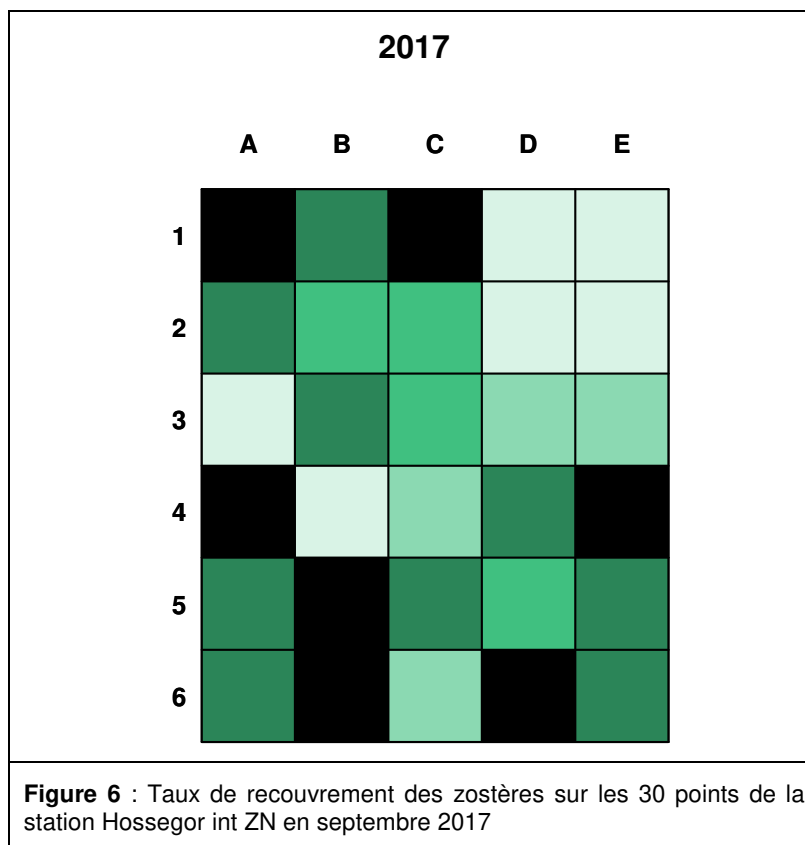 2017
A B C D E
1
2
3
4
5
6
Figure 6 : Taux de recouvrement des zostères sur les 30 points de la
station Hossegor int ZN en septembre 2017